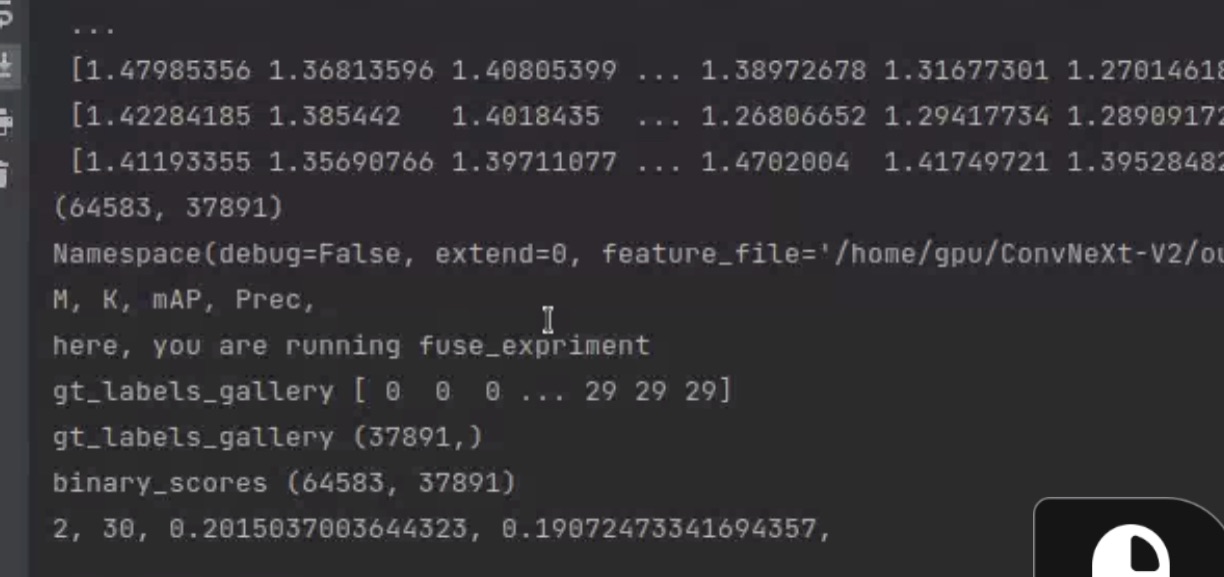 ...
[1.47985356 1.36813596 1.40805399 ... 1.38972678 1.31677301 1.27014618
[1.42284185 1.385442   1.4018435  ... 1.26806652 1.29417734 1.28909172
[1.41193355 1.35690766 1.39711077 ... 1.4702004  1.41749721 1.39528482
(64583, 37891)
Namespace(debug=False, extend=0, feature_file='/home/gpu/ConvNeXt-V2/ou
M, K, mAP, Prec,
here, you are running fuse_expriment
gt_labels_gallery [ 0  0  0 ... 29 29 29]
gt_labels_gallery (37891,)
binary_scores (64583, 37891)
2, 30, 0.2015037003644323, 0.19072473341694357,